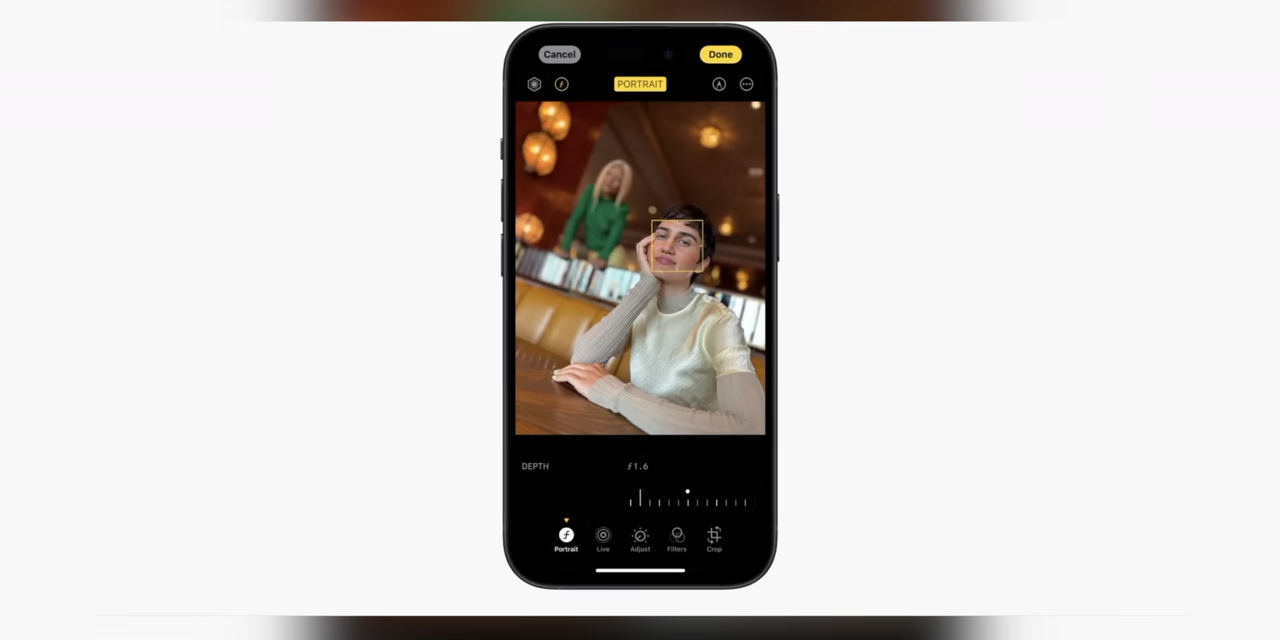 Cancel
Done
PORTRAIT
DEPTH
ƒ1.6
Portrait
Live
Adjust
Filters
Crop